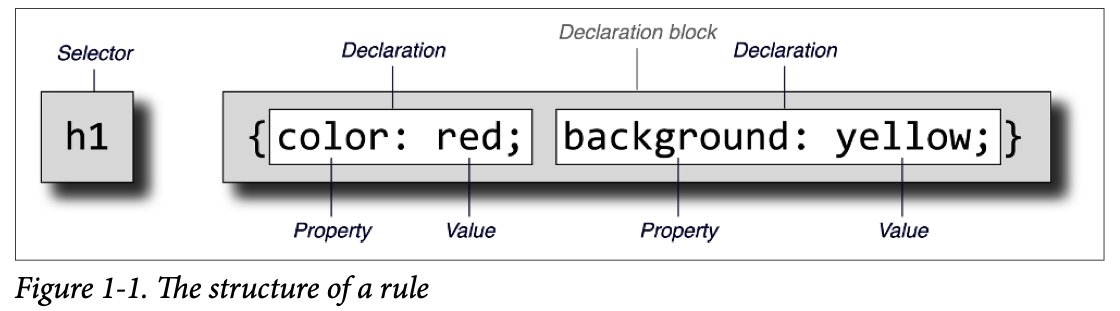 Declaration block
Selector Declaration Declaration
h1 {color: red; background: yellow;}
Property Value Property Value
Figure 1-1. The structure of a rule